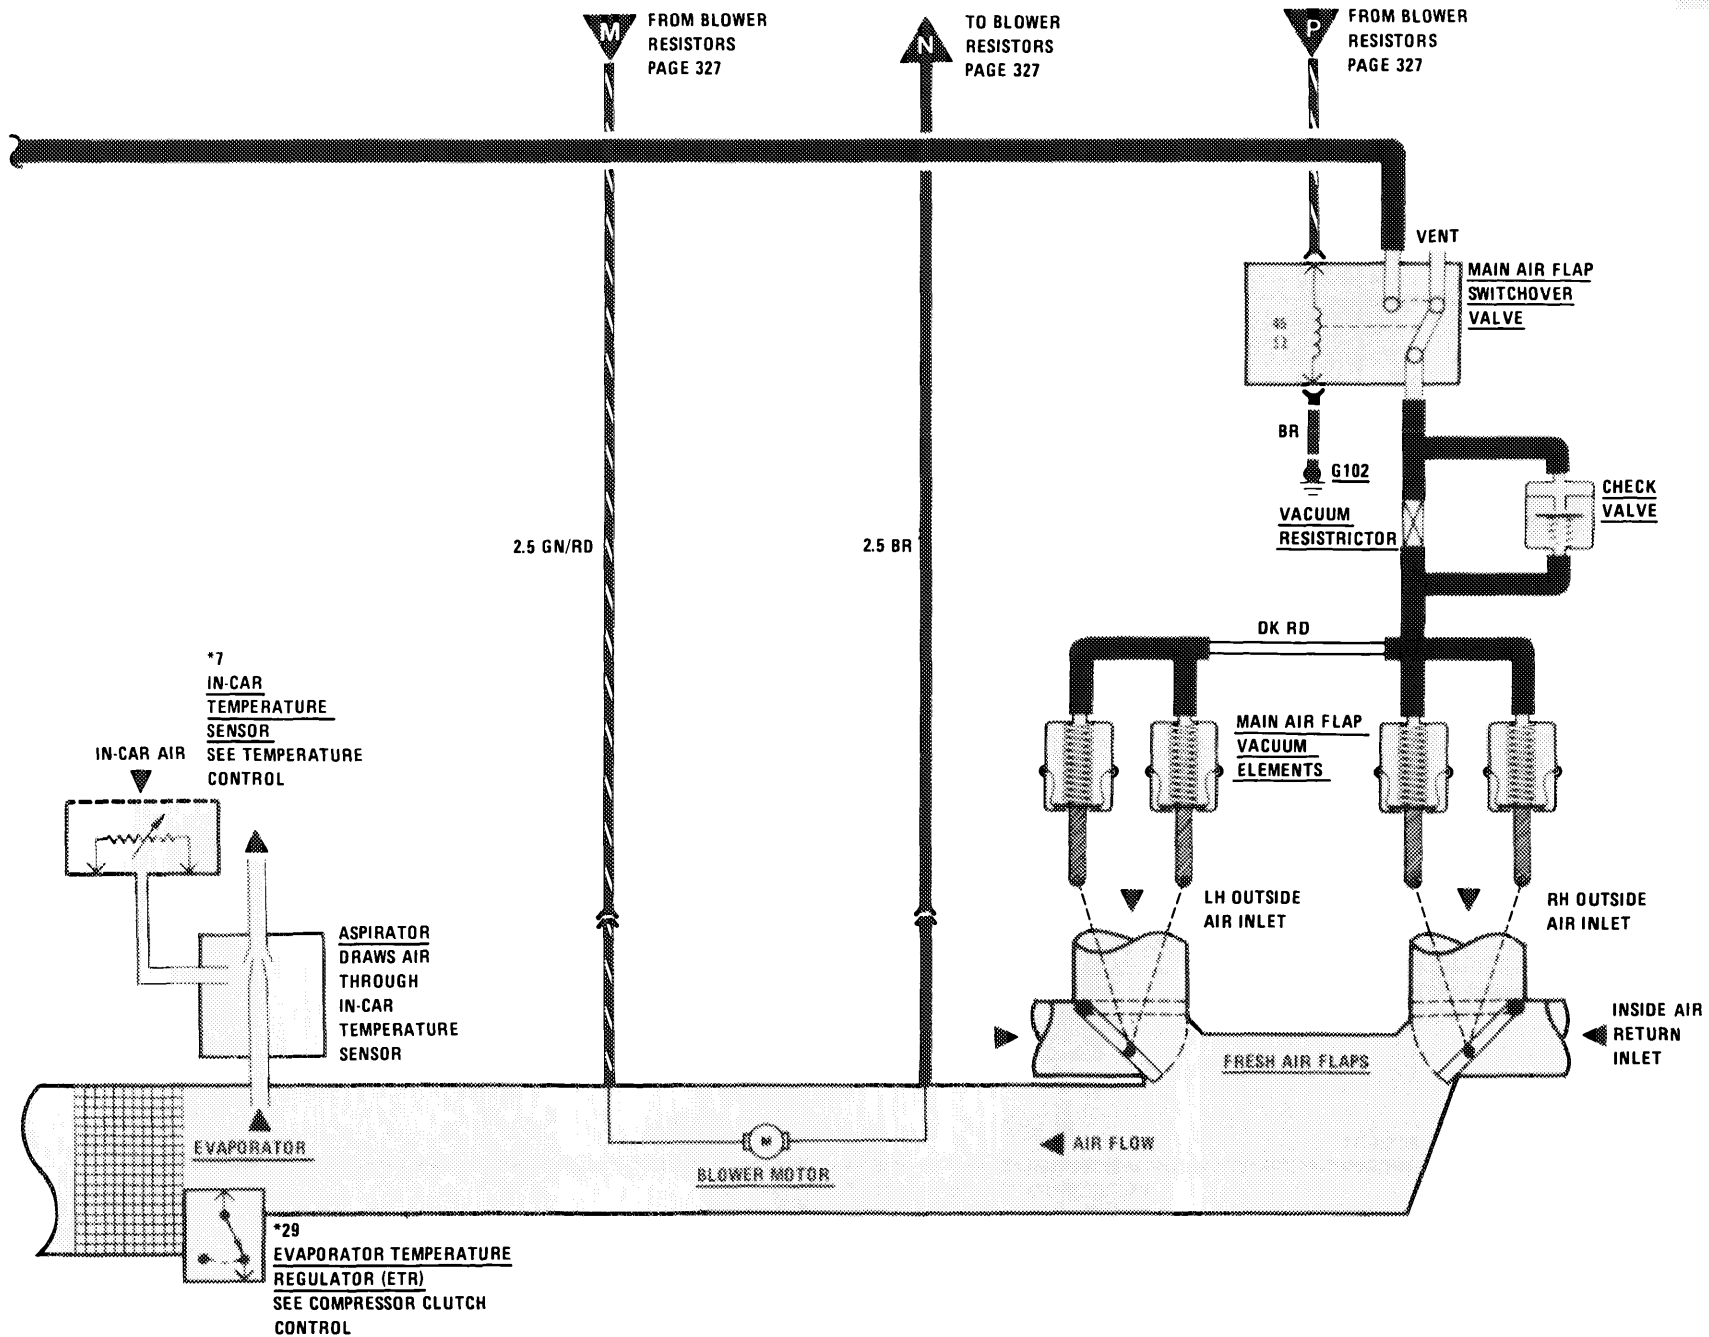 M
FROM BLOWER
RESISTORS
PAGE 327
N
TO BLOWER
RESISTORS
PAGE 327
P
FROM BLOWER
RESISTORS
PAGE 327
VENT
MAIN AIR FLAP
SWITCHOVER
VALVE
45
Ω
BR
G102
VACUUM
RESISTRICTOR
CHECK
VALVE
2.5 GN/RD
2.5 BR
DK RD
*7
IN-CAR
TEMPERATURE
SENSOR
SEE TEMPERATURE
CONTROL
IN-CAR AIR
MAIN AIR FLAP
VACUUM
ELEMENTS
LH OUTSIDE
AIR INLET
RH OUTSIDE
AIR INLET
ASPIRATOR
DRAWS AIR
THROUGH
IN-CAR
TEMPERATURE
SENSOR
INSIDE AIR
RETURN
INLET
FRESH AIR FLAPS
EVAPORATOR
M
BLOWER MOTOR
AIR FLOW
*29
EVAPORATOR TEMPERATURE
REGULATOR (ETR)
SEE COMPRESSOR CLUTCH
CONTROL